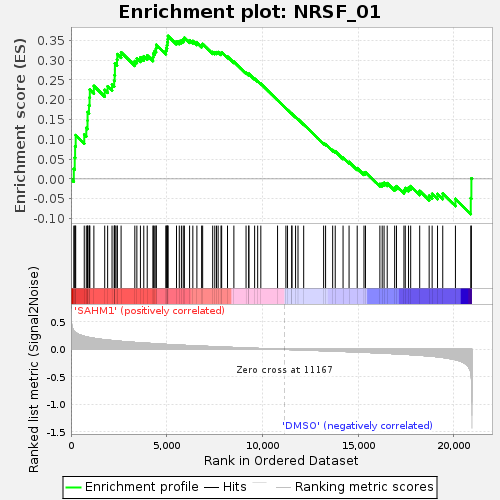 Enrichment plot: NRSF_01
Enrichment score (ES)
0.35
0.30
0.25
0.20
0.15
0.10
0.05
0.00
-0.05
-0.10
'SAHM1' (positively correlated)
Ranked list metric (Signal2Noise)
0.5
0.0
-0.5
-1.0
-1.5
Zero cross at 11167
'DMSO' (negatively correlated)
0
5,000
10,000
15,000
20,000
Rank in Ordered Dataset
Enrichment profile
Hits
Ranking metric scores